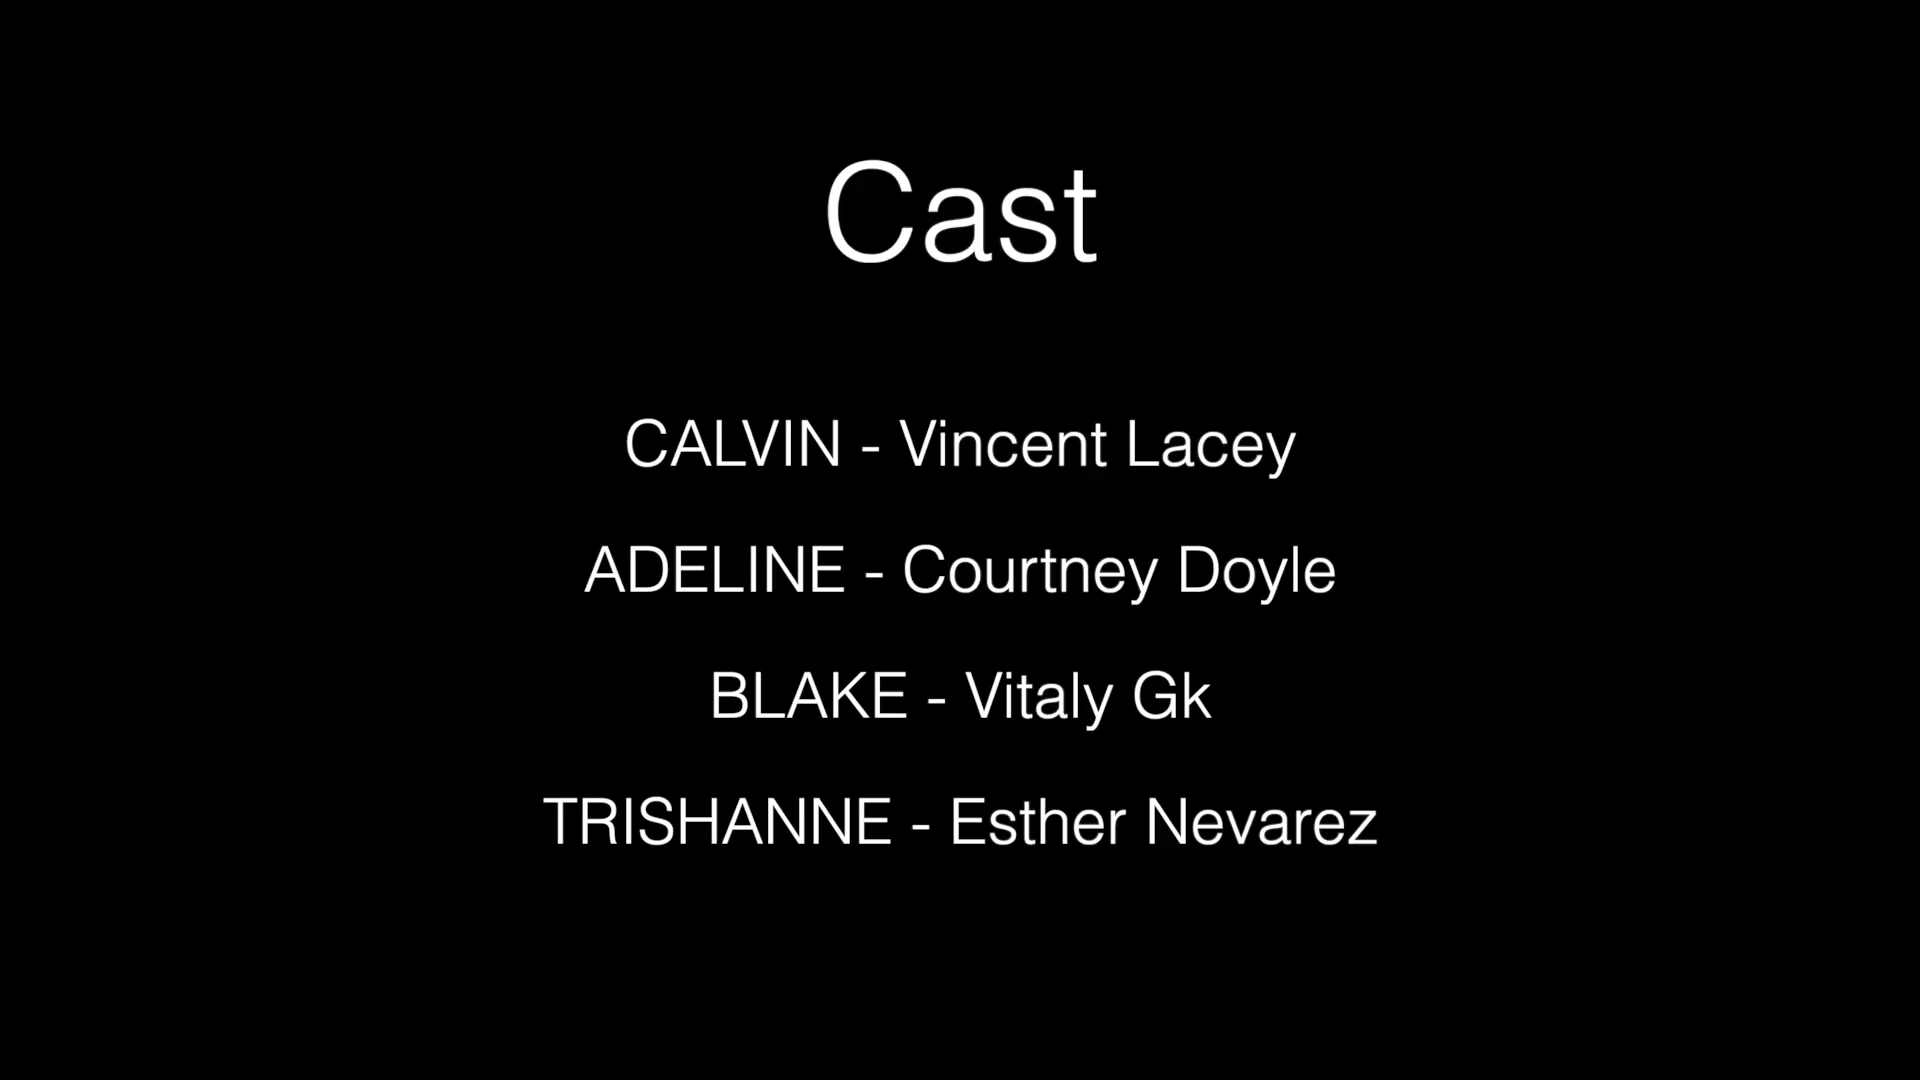 Cast
CALVIN - Vincent Lacey
ADELINE - Courtney Doyle
BLAKE - Vitaly Gk
TRISHANNE - Esther Nevarez